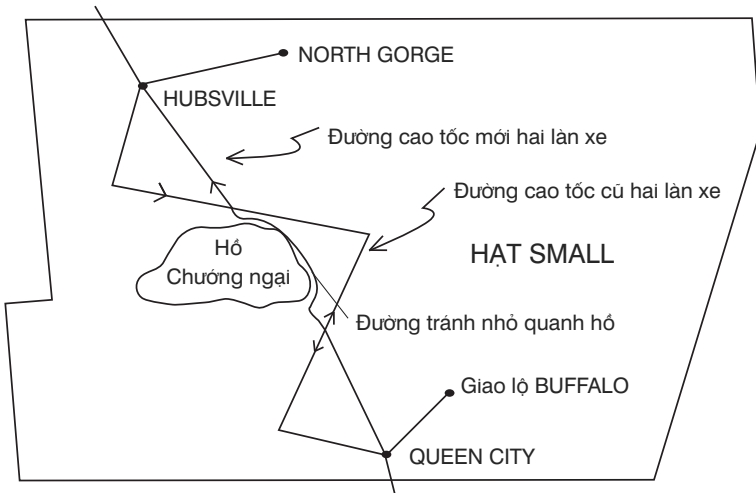 NORTH GORGE
HUBSVILLE
Đường cao tốc mới hai làn xe
Đường cao tốc cũ hai làn xe
Hồ
Chướng ngại
HẠT SMALL
Đường tránh nhỏ quanh hồ
Giao lộ BUFFALO
QUEEN CITY